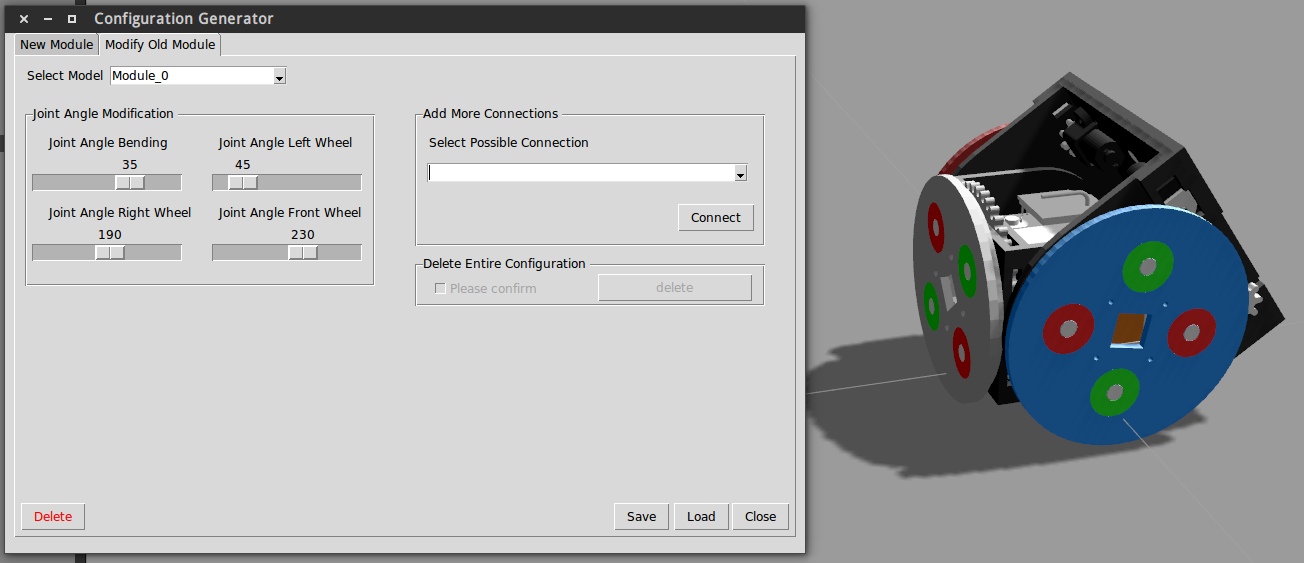 Configuration Generator
New Module Modify Old Module
Select Model Module_0
Joint Angle Modification
Joint Angle Bending Joint Angle Left Wheel
35 45
Joint Angle Right Wheel Joint Angle Front Wheel
190 230
Add More Connections
Select Possible Connection
Connect
Delete Entire Configuration
Please confirm delete
Delete Save Load Close